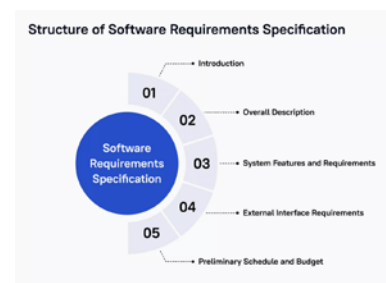 Structure of Software Requirements Specification
01
Introduction
02
Overall Description
Software
Requirements
Specification
03
System Features and Requirements
04
External Interface Requirements
05
Preliminary Schedule and Budget